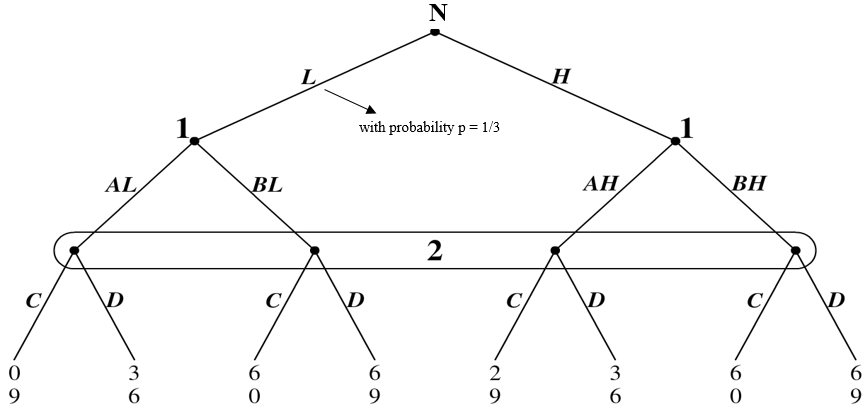 N
L H
with probability p = 1/3
1 1
AL BL AH BH
2
C D C D C D C D
0 3 6 6 2 3 6 6
9 6 0 9 9 6 0 9